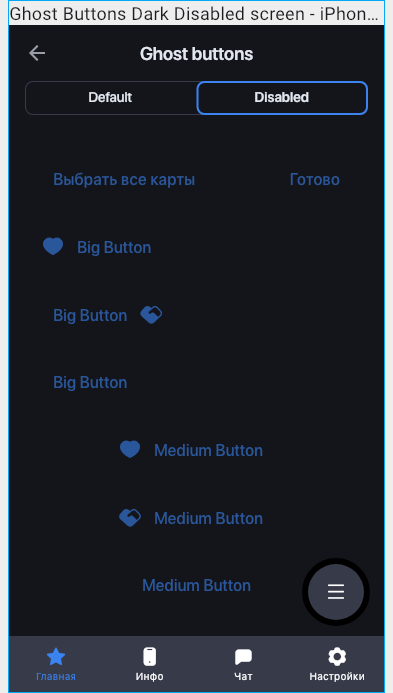 Ghost Buttons Dark Disabled screen - iPhon...
Ghost buttons
Default
Disabled
Выбрать все карты
Готово
Big Button
Big Button
Big Button
Medium Button
Medium Button
Medium Button
Главная
Инфо
Чат
Настройки